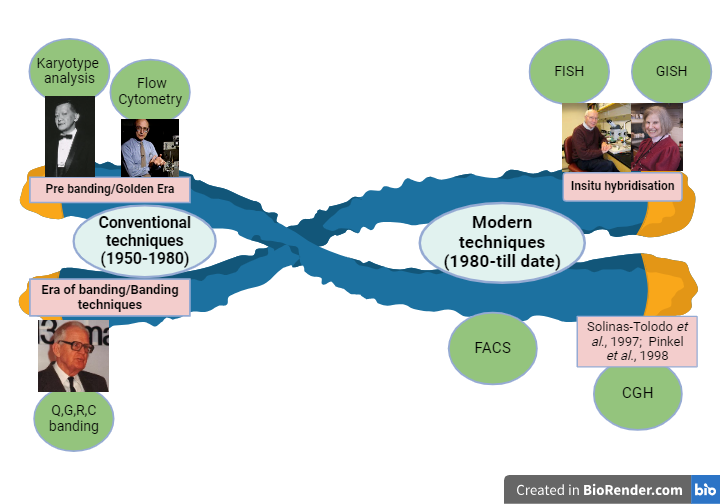 Karyotype
analysis
Flow
Cytometry
FISH
GISH
Pre banding/Golden Era
Insitu hybridisation
Conventional
techniques
(1950-1980)
Modern
techniques
(1980-till date)
Era of banding/Banding
techniques
FACS
Solinas-Tolodo et
al., 1997; Pinkel
et al., 1998
CGH
Q,G,R,C
banding
Created in BioRender.com bio